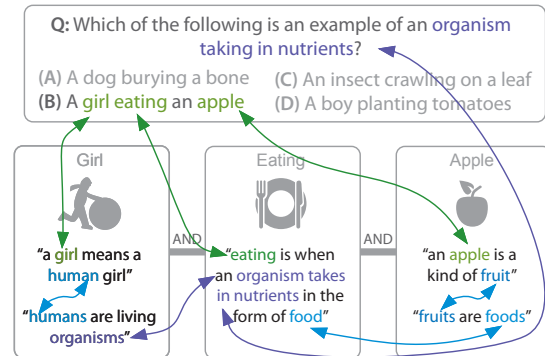 Q: Which of the following is an example of an organism
taking in nutrients?
(A) A dog burying a bone
(B) A girl eating an apple
(C) An insect crawling on a leaf
(D) A boy planting tomatoes
Girl
“a girl means a
human girl”
“humans are living
organisms”
AND
Eating
“eating is when
an organism takes
in nutrients in the
form of food”
AND
Apple
“an apple is a
kind of fruit”
“fruits are foods”